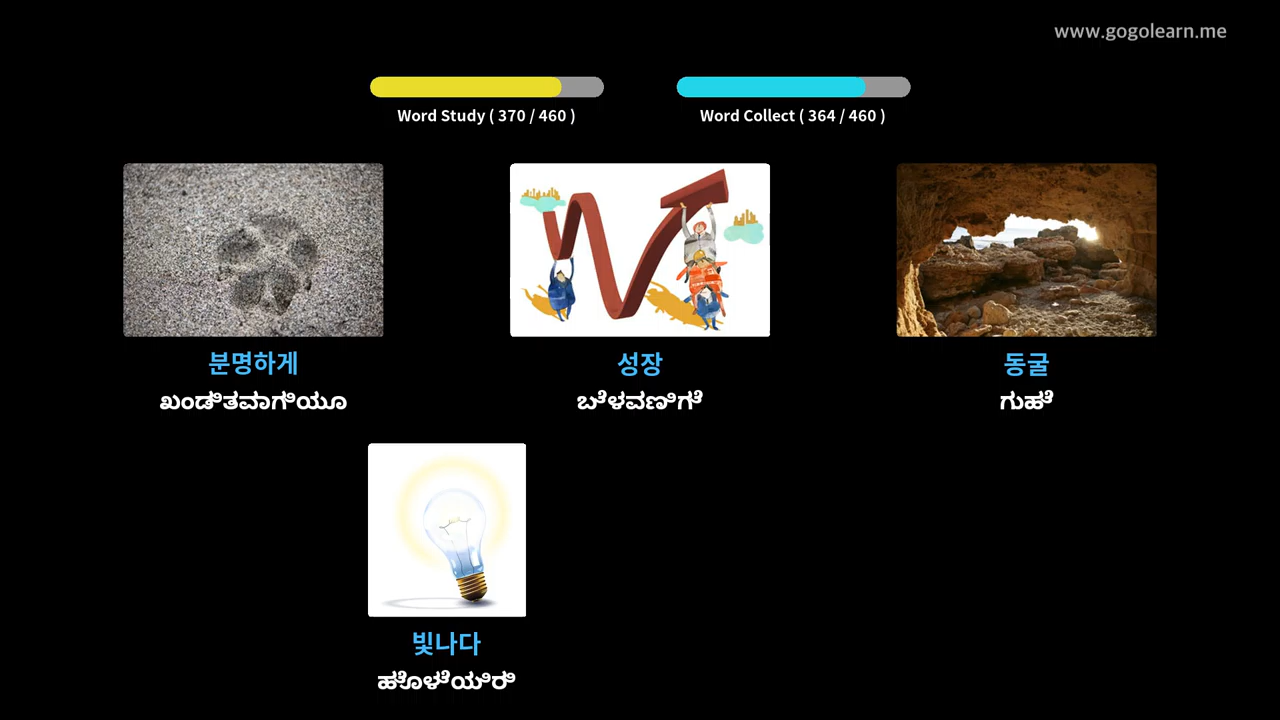 www.gogolearn.me
Word Study ( 370 / 460 )
Word Collect ( 364 / 460 )
분명하게
성장
동굴
ಖಂಡಿತವಾಗಿಯೂ
ಬೆಳವಣಿಗೆ
ಗುಹೆ
빛나다
ಹೊಳೆಯಿರಿ